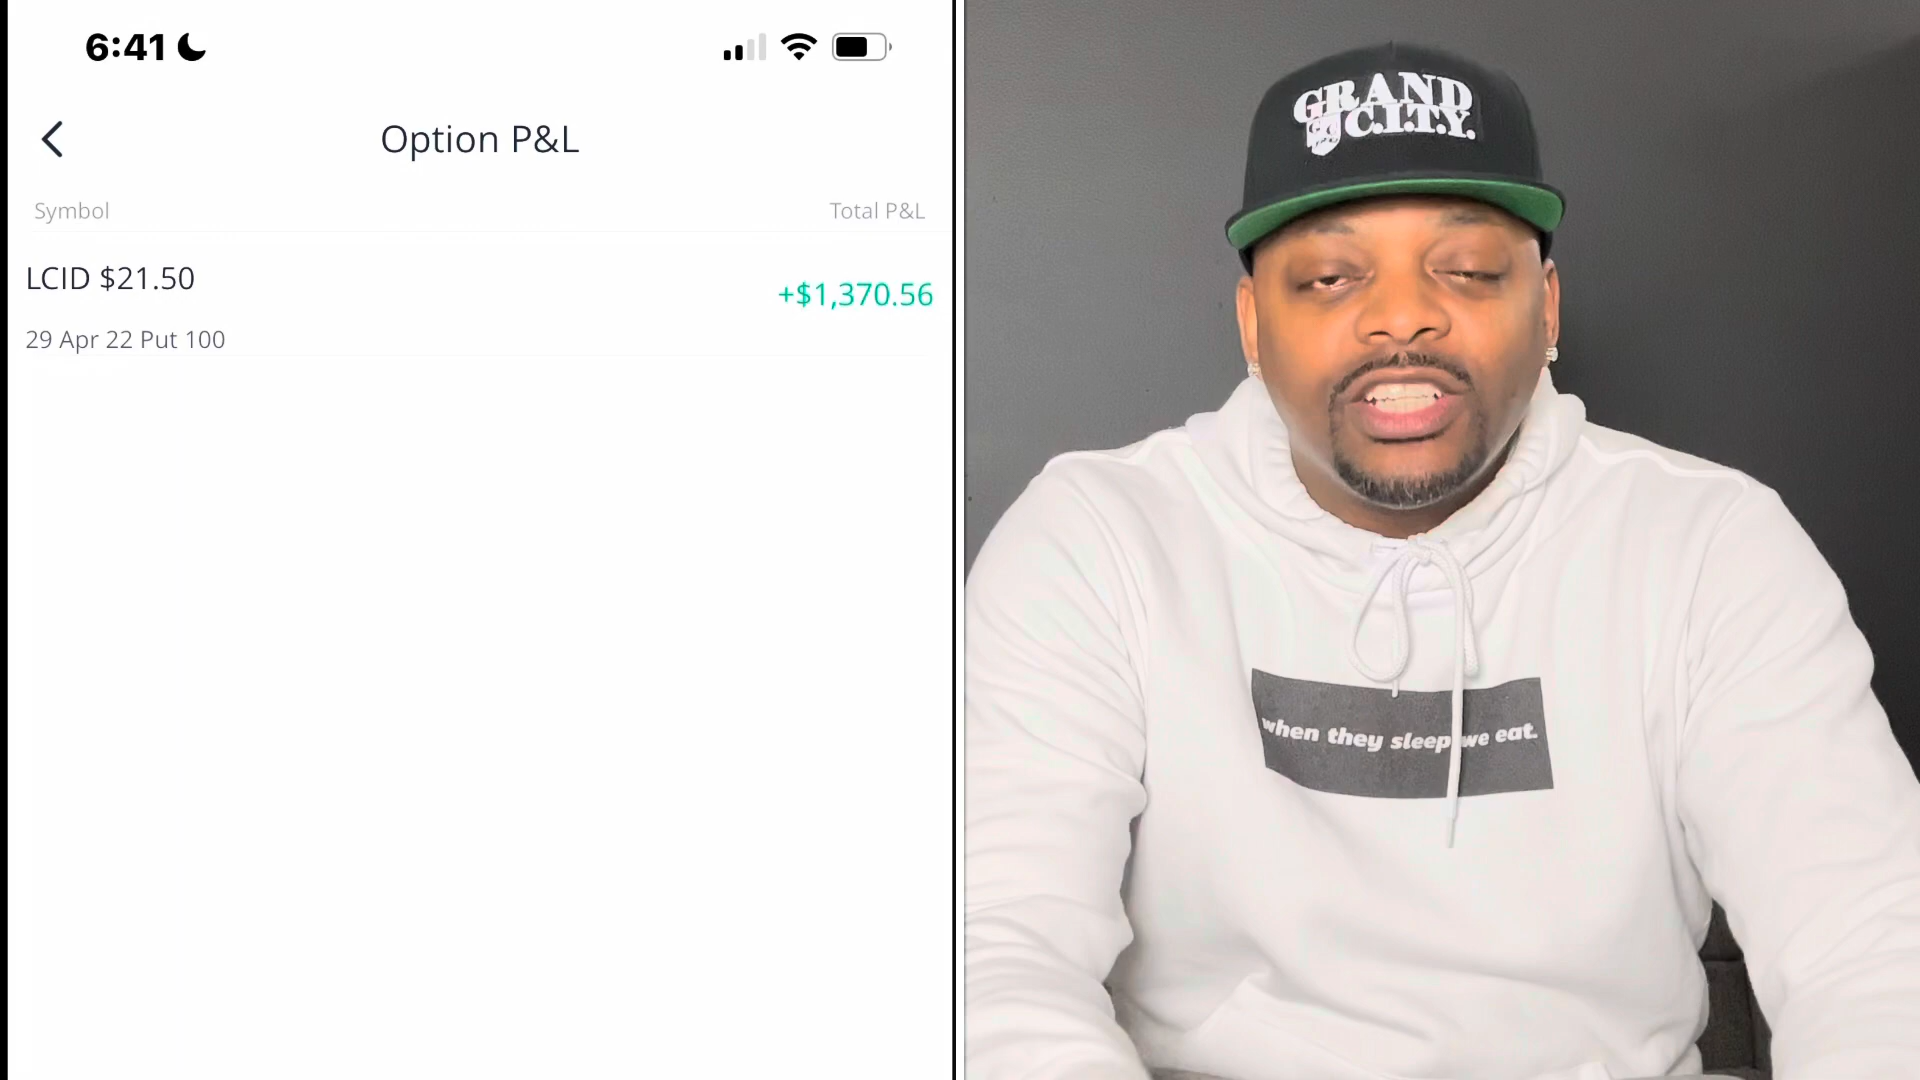 6:41
Option P&L
Symbol
Total P&L
LCID $21.50
+$1,370.56
29 Apr 22 Put 100
GRAND
C.I.T.Y.
when they sleep we eat.